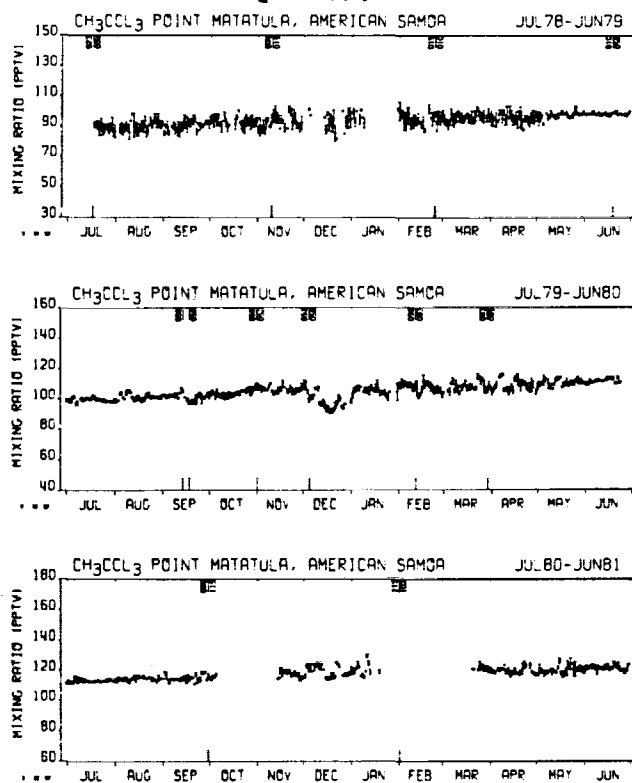 CH3CCL3 POINT MATATULA, AMERICAN SAMOA JUL78-JUN79
150
130
110
90
70
50
30
MIXING RATIO (PPTV)
JUL AUG SEP OCT NOV DEC JAN FEB MAR APR MAY JUN
CH3CCL3 POINT MATATULA, AMERICAN SAMOA JUL79-JUN80
160
140
120
100
80
60
40
MIXING RATIO (PPTV)
JUL AUG SEP OCT NOV DEC JAN FEB MAR APR MAY JUN
CH3CCL3 POINT MATATULA, AMERICAN SAMOA JUL80-JUN81
180
160
140
120
100
80
60
MIXING RATIO (PPTV)
JUL AUG SEP OCT NOV DEC JAN FEB MAR APR MAY JUN